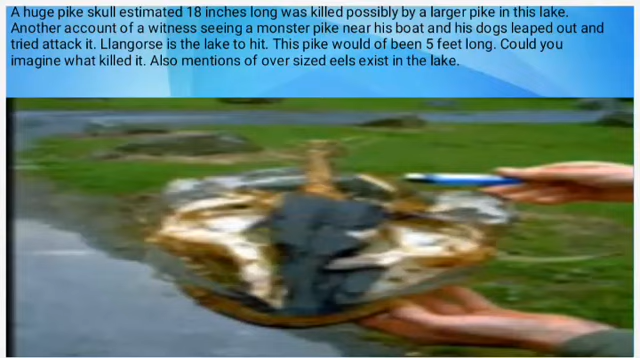 A huge pike skull estimated 18 inches long was killed possibly by a larger pike in this lake.
Another account of a witness seeing a monster pike near his boat and his dogs leaped out and
tried attack it. Llangorse is the lake to hit. This pike would of been 5 feet long. Could you
imagine what killed it. Also mentions of over sized eels exist in the lake.